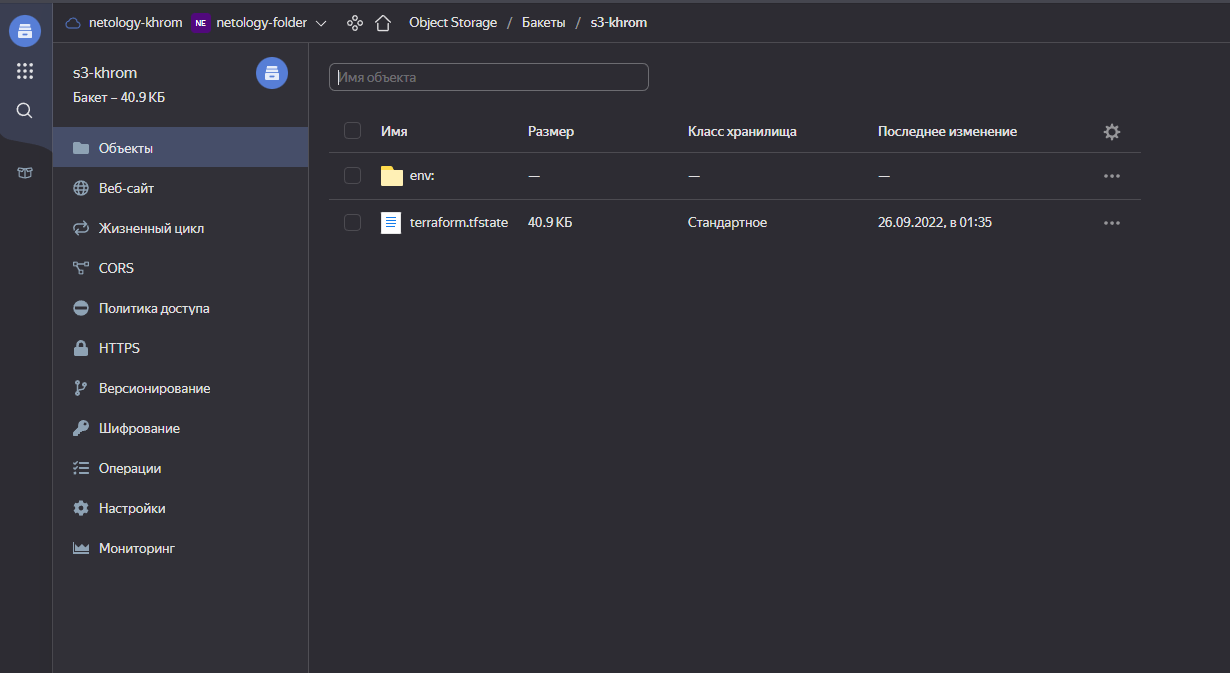 netology-khrom NE netology-folder Object Storage / Бакеты / s3-khrom
s3-khrom
Бакет – 40.9 КБ
Объекты
Веб-сайт
Жизненный цикл
CORS
Политика доступа
HTTPS
Версионирование
Шифрование
Операции
Настройки
Мониторинг
Имя объекта
Имя Размер Класс хранилища Последнее изменение
env: — — —
terraform.tfstate 40.9 КБ Стандартное 26.09.2022, в 01:35